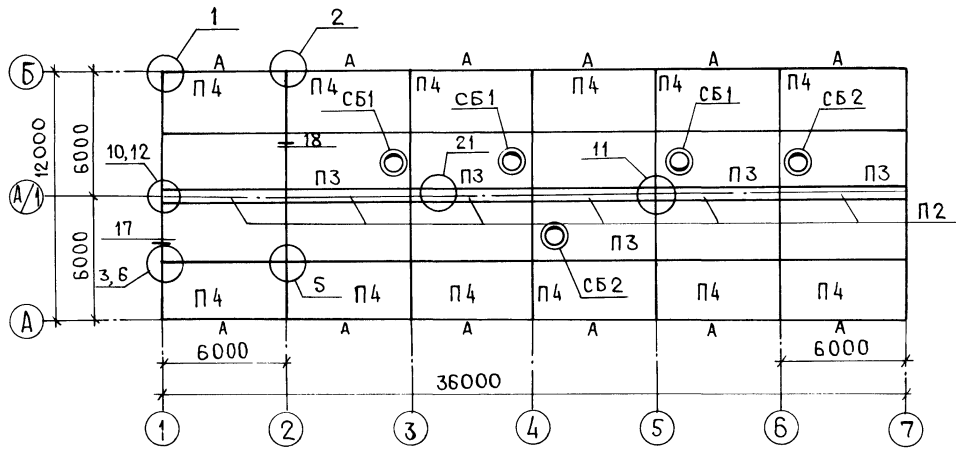 1 2
Б А А А А А А
П4 П4 П4 П4 П4 П4
СБ1 СБ1 СБ1 СБ2
12000 6000 18 21 11
10,12
А/1 П3 П3 П3 П3
17 П2
6000 П3
3,6 5 СБ2
П4 П4 П4 П4 П4 П4
А А А А А А А
6000 6000
36000
1 2 3 4 5 6 7